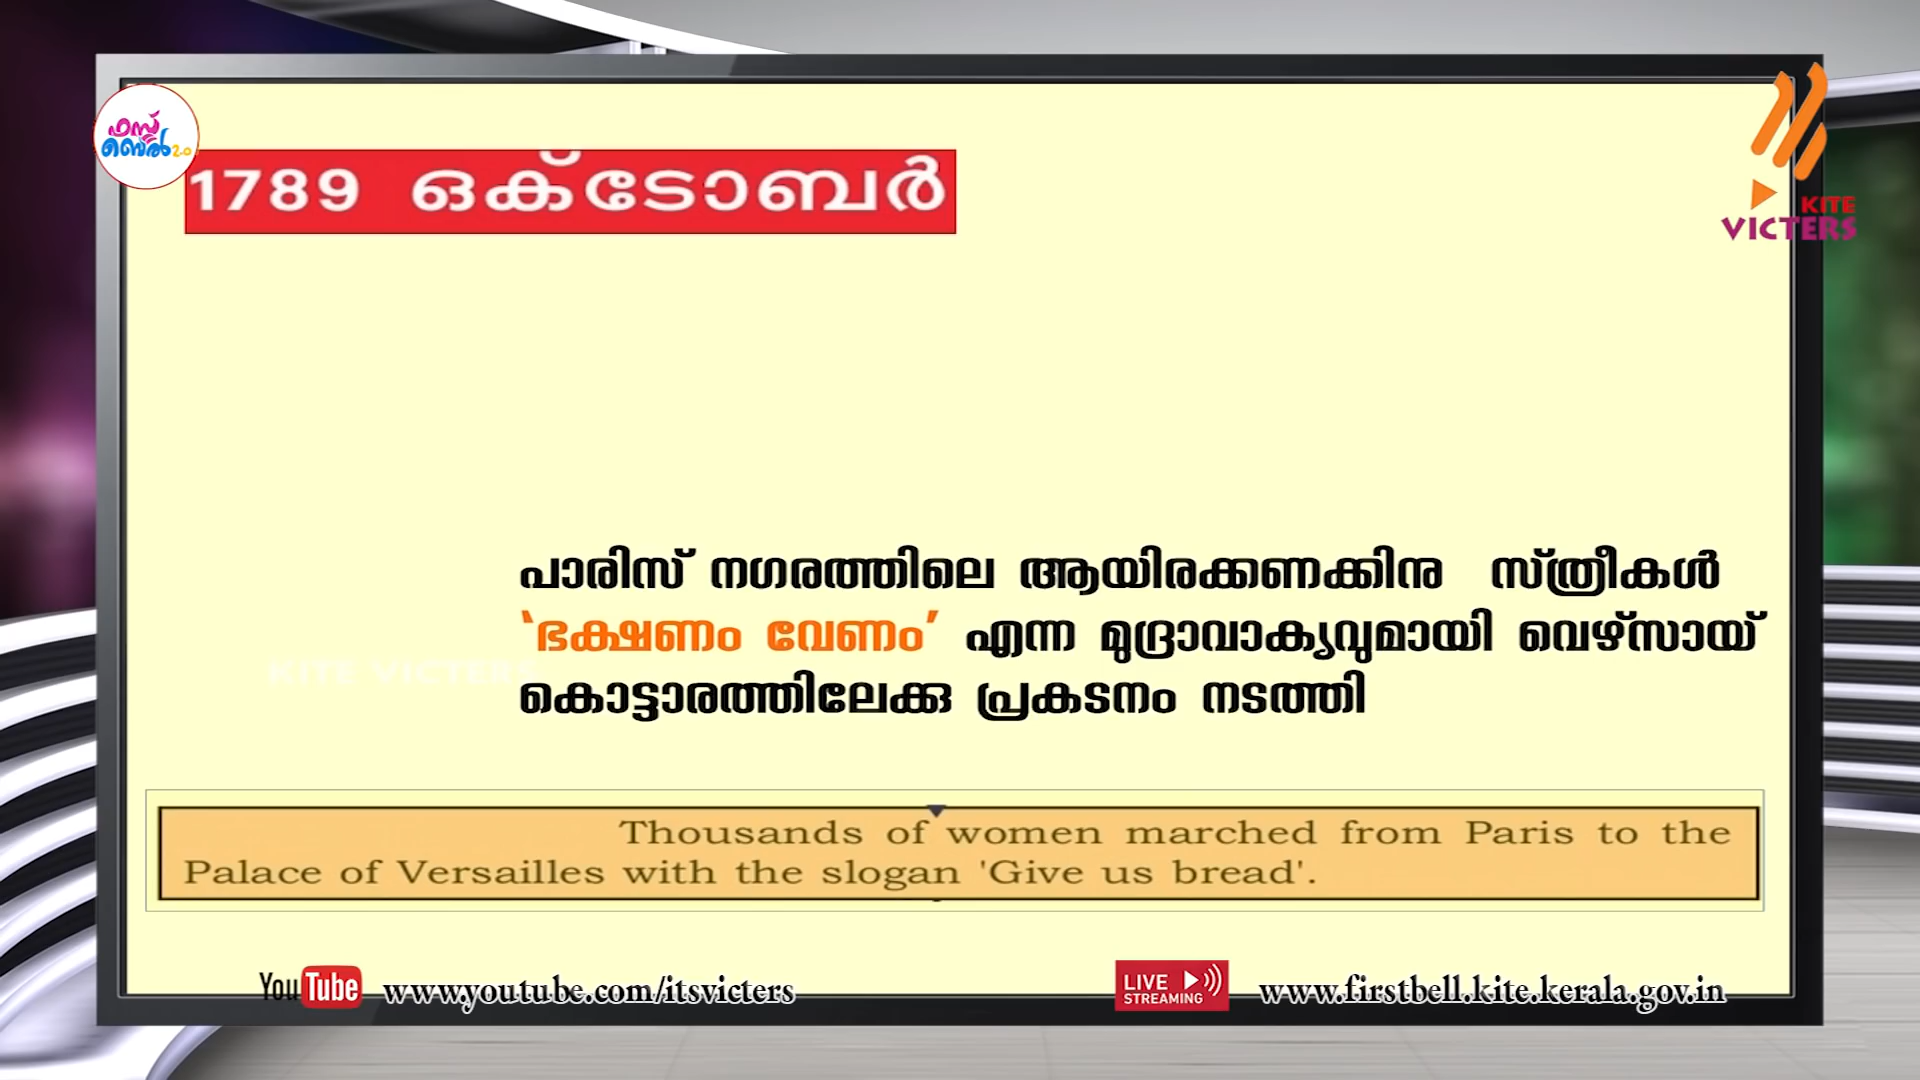 ഫസ്റ്റ്
ബെൽ 2.0
1789 ഒക്ടോബർ
KITE
VICTERS
പാരിസ് നഗരത്തിലെ ആയിരക്കണക്കിനു സ്ത്രീകൾ
‘ഭക്ഷണം വേണം’ എന്ന മുദ്രാവാക്യവുമായി വെഴ്സായ്
KITE VICTERS
കൊട്ടാരത്തിലേക്കു പ്രകടനം നടത്തി
Thousands of women marched from Paris to the
Palace of Versailles with the slogan 'Give us bread'.
YouTube www.youtube.com/itsvicters
LIVE STREAMING www.firstbell.kite.kerala.gov.in